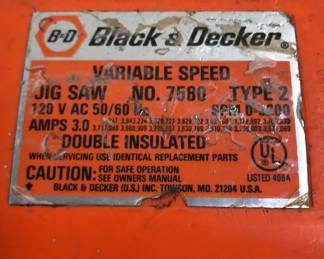 B&D Black & Decker®
VARIABLE SPEED
JIG SAW NO. 7580 TYPE 2
120 V AC 50/60 Hz
AMPS 3.0
DOUBLE INSULATED
WHEN SERVICING USE IDENTICAL REPLACEMENT PARTS
CAUTION: FOR SAFE OPERATION
SEE OWNERS MANUAL
UL
LISTED
BLACK & DECKER (U.S.) INC. TOWSON, MD. 21204 U.S.A.